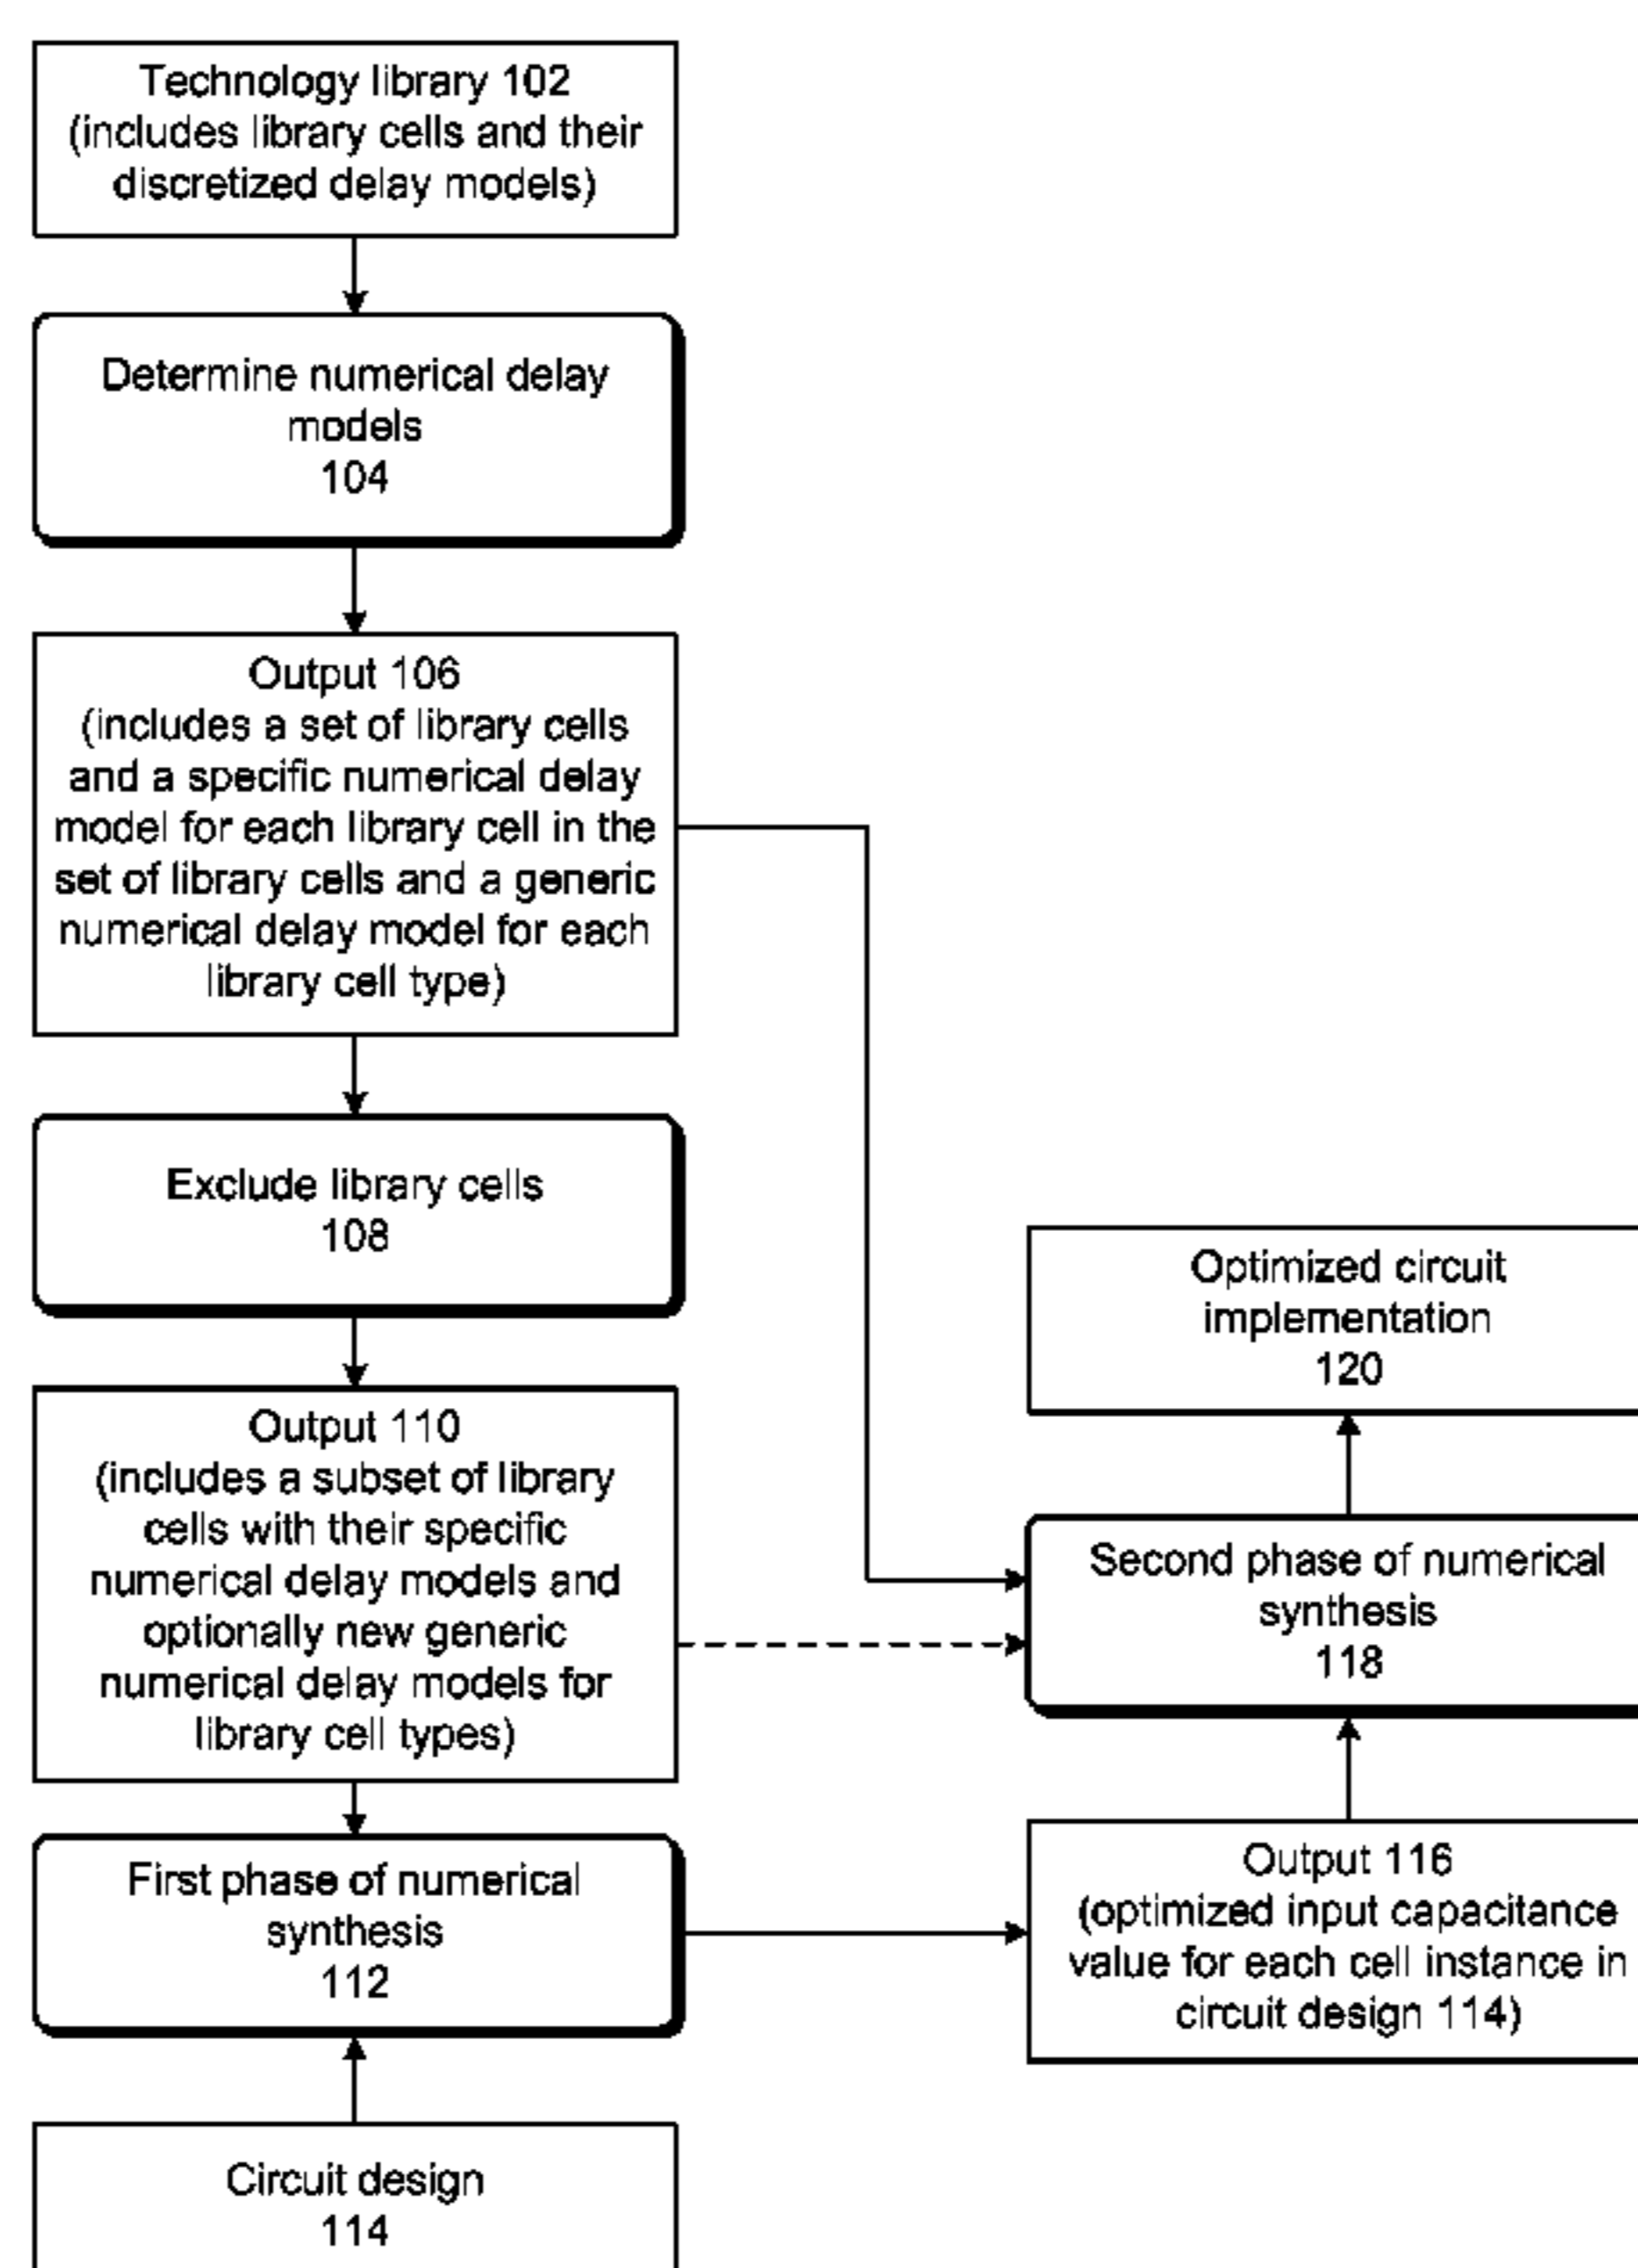 Technology library 102
(includes library cells and their
discretized delay models)
Determine numerical delay
models
104
Output 106
(includes a set of library cells
and a specific numerical delay
model for each library cell in the
set of library cells and a generic
numerical delay model for each
library cell type)
Exclude library cells
108
Output 110
(includes a subset of library
cells with their specific
numerical delay models and
optionally new generic
numerical delay models for
library cell types)
First phase of numerical
synthesis
112
Circuit design
114
Optimized circuit
implementation
120
Second phase of numerical
synthesis
118
Output 116
(optimized input capacitance
value for each cell instance in
circuit design 114)